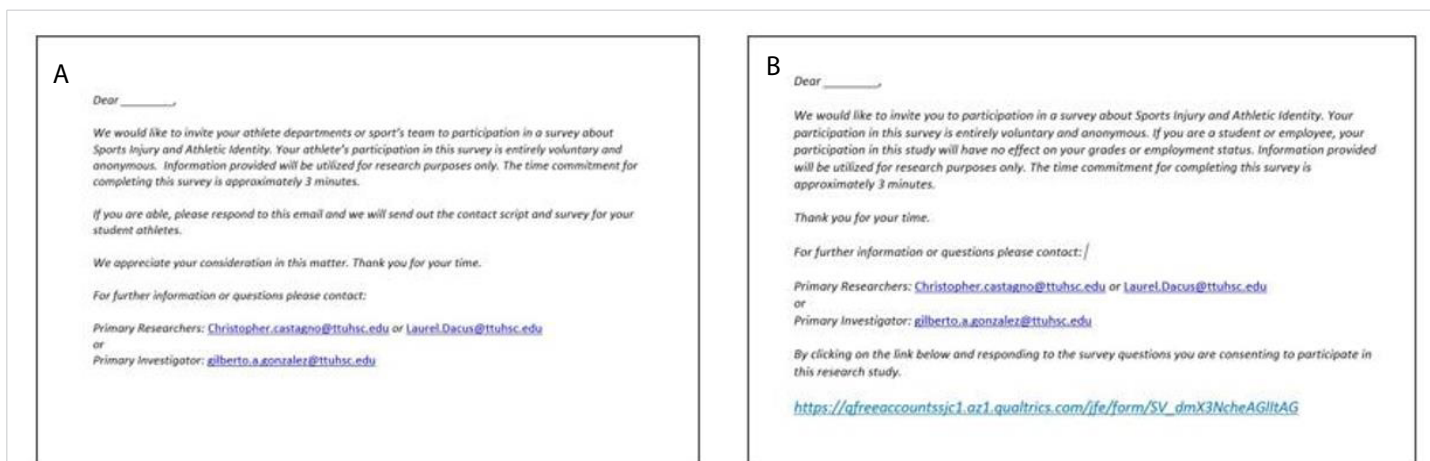 A
Dear ________,
We would like to invite your athlete departments or sport's team to participation in a survey about
Sports Injury and Athletic Identity. Your athlete's participation in this survey is entirely voluntary and
anonymous. Information provided will be utilized for research purposes only. The time commitment for
completing this survey is approximately 3 minutes.
If you are able, please respond to this email and we will send out the contact script and survey for your
student athletes.
We appreciate your consideration in this matter. Thank you for your time.
For further information or questions please contact:
Primary Researchers: Christopher.castagno@ttuhsc.edu or Laurel.Dacus@ttuhsc.edu
or
Primary Investigator: gilberto.a.gonzalez@ttuhsc.edu
B
Dear ________,
We would like to invite you to participation in a survey about Sports Injury and Athletic Identity. Your
participation in this survey is entirely voluntary and anonymous. If you are a student or employee, your
participation in this study will have no effect on your grades or employment status. Information provided
will be utilized for research purposes only. The time commitment for completing this survey is
approximately 3 minutes.
Thank you for your time.
For further information or questions please contact:
Primary Researchers: Christopher.castagno@ttuhsc.edu or Laurel.Dacus@ttuhsc.edu
or
Primary Investigator: gilberto.a.gonzalez@ttuhsc.edu
By clicking on the link below and responding to the survey questions you are consenting to participate in
this research study.
https://qfreeaccountssjc1.az1.qualtrics.com/jfe/form/SV_dmX3NcheAGlItAG